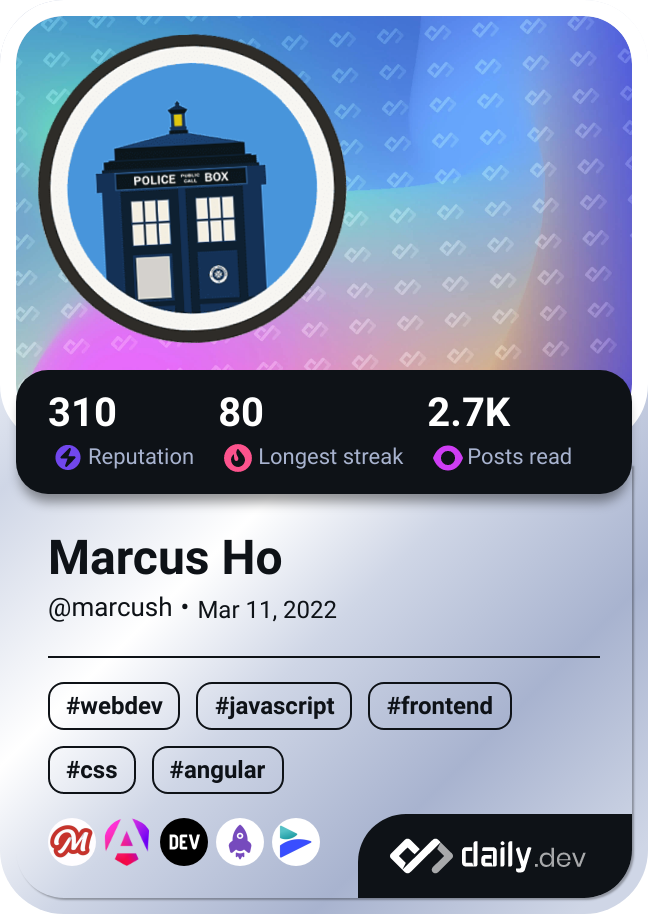 POLICE PUBLIC CALL BOX
310 80 2.7K
Reputation Longest streak Posts read
Marcus Ho
@marcush • Mar 11, 2022
#webdev #javascript #frontend
#css #angular
M A DEV
daily.dev